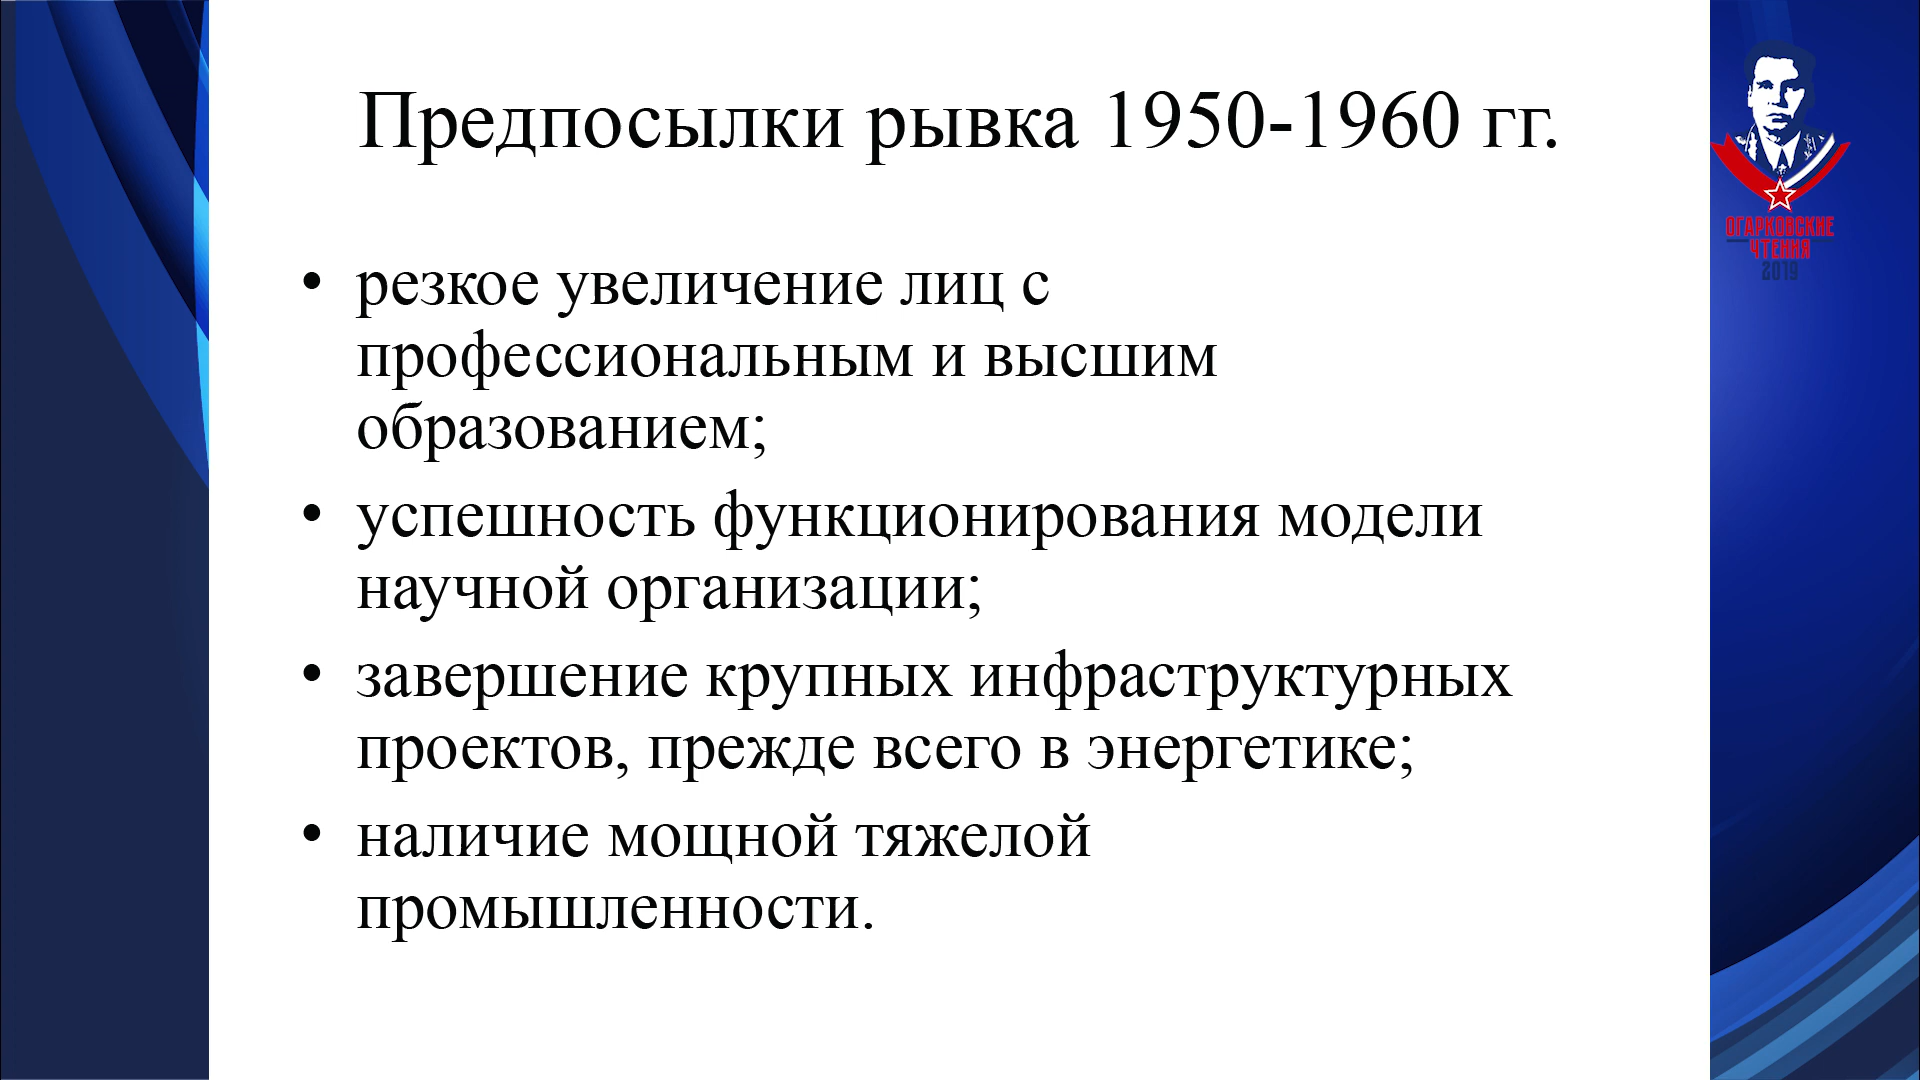 Предпосылки рывка 1950-1960 гг.
• резкое увеличение лиц с
профессиональным и высшим
образованием;
• успешность функционирования модели
научной организации;
• завершение крупных инфраструктурных
проектов, прежде всего в энергетике;
• наличие мощной тяжелой
промышленности.
ОГАРКОВСКИЕ
ЧТЕНИЯ
2019